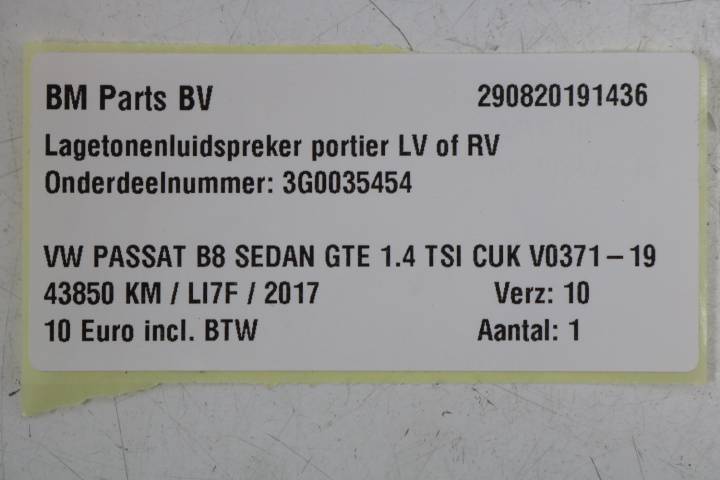 BM Parts BV 290820191436
Lagetonenluidspreker portier LV of RV
Onderdeelnummer: 3G0035454
VW PASSAT B8 SEDAN GTE 1.4 TSI CUK V0371-19
43850 KM / LI7F / 2017 Verz: 10
10 Euro incl. BTW Aantal: 1